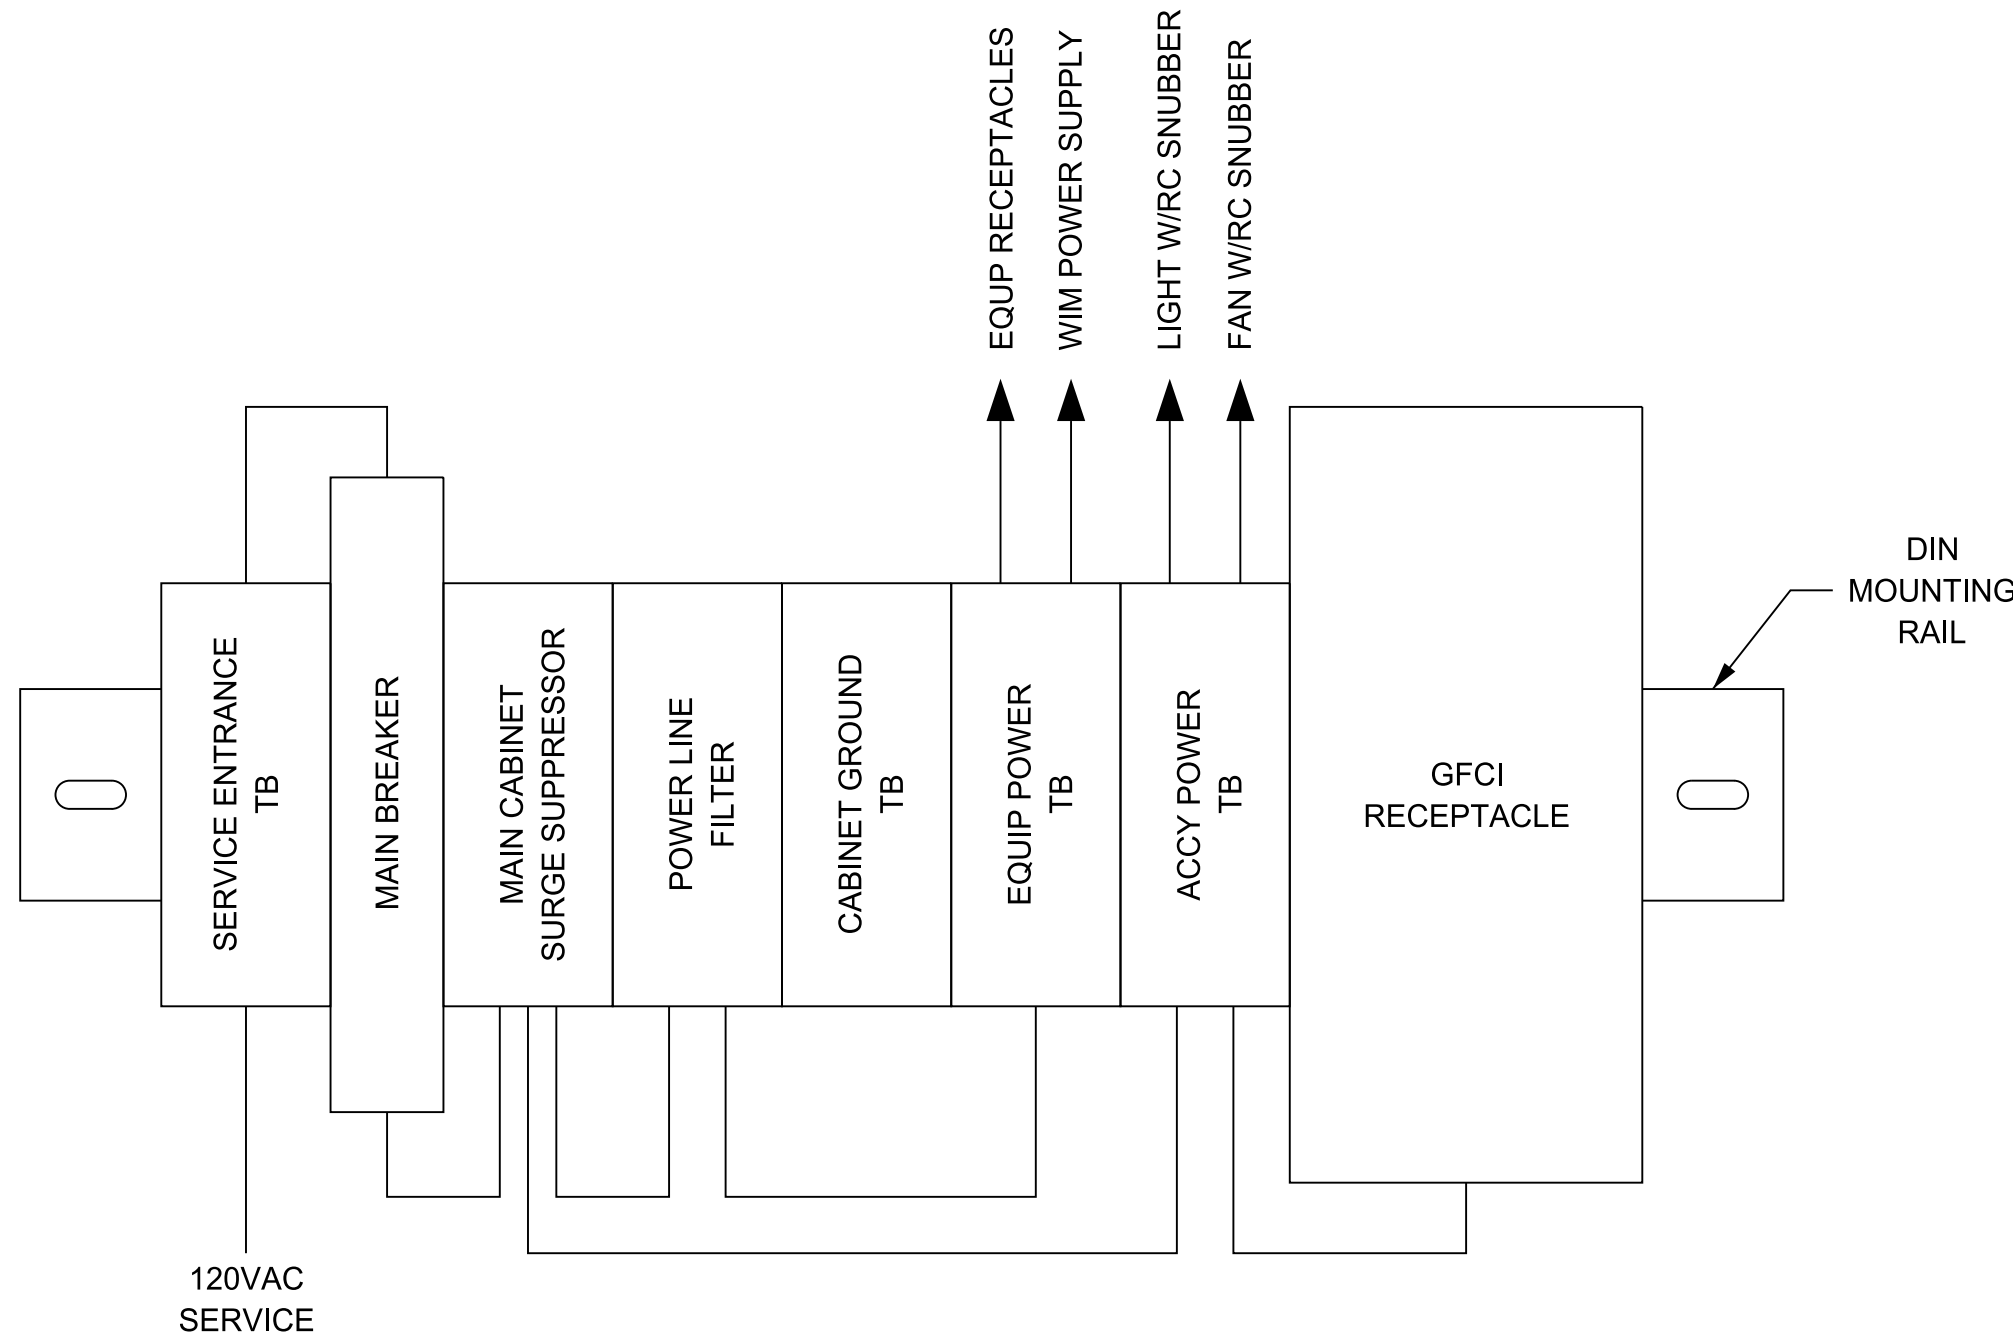 EQUP RECEPTACLES
WIM POWER SUPPLY
LIGHT W/RC SNUBBER
FAN W/RC SNUBBER
DIN
MOUNTING
RAIL
SERVICE ENTRANCE
TB
MAIN BREAKER
MAIN CABINET
SURGE SUPPRESSOR
POWER LINE
FILTER
CABINET GROUND
TB
EQUIP POWER
TB
ACCY POWER
TB
GFCI
RECEPTACLE
120VAC
SERVICE